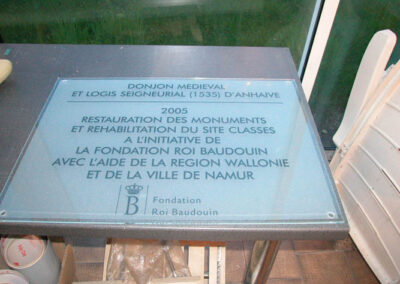 DONJON MEDIEVAL
ET LOGIS SEIGNEURIAL (1535) D'ANHAIVE
2005
RESTAURATION DES MONUMENTS
ET REHABILITATION DU SITE CLASSES
A L'INITIATIVE DE
LA FONDATION ROI BAUDOUIN
AVEC L'AIDE DE LA REGION WALLONIE
ET DE LA VILLE DE NAMUR
B
Fondation
Roi Baudouin